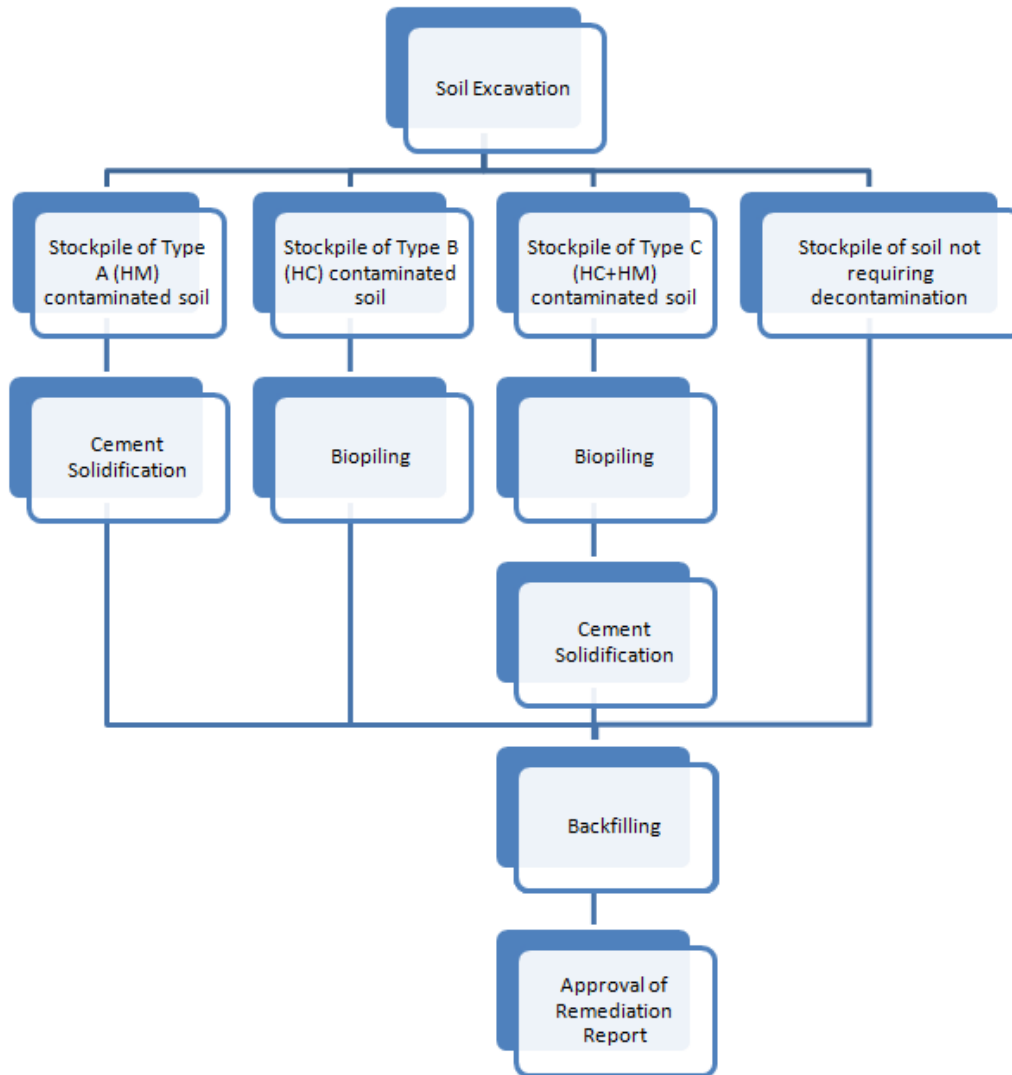 Soil Excavation
Stockpile of Type
A (HM)
contaminated soil
Stockpile of Type B
(HC) contaminated
soil
Stockpile of Type C
(HC+HM)
contaminated soil
Stockpile of soil not
requiring
decontamination
Cement
Solidification
Biopiling
Biopiling
Cement
Solidification
Backfilling
Approval of
Remediation
Report